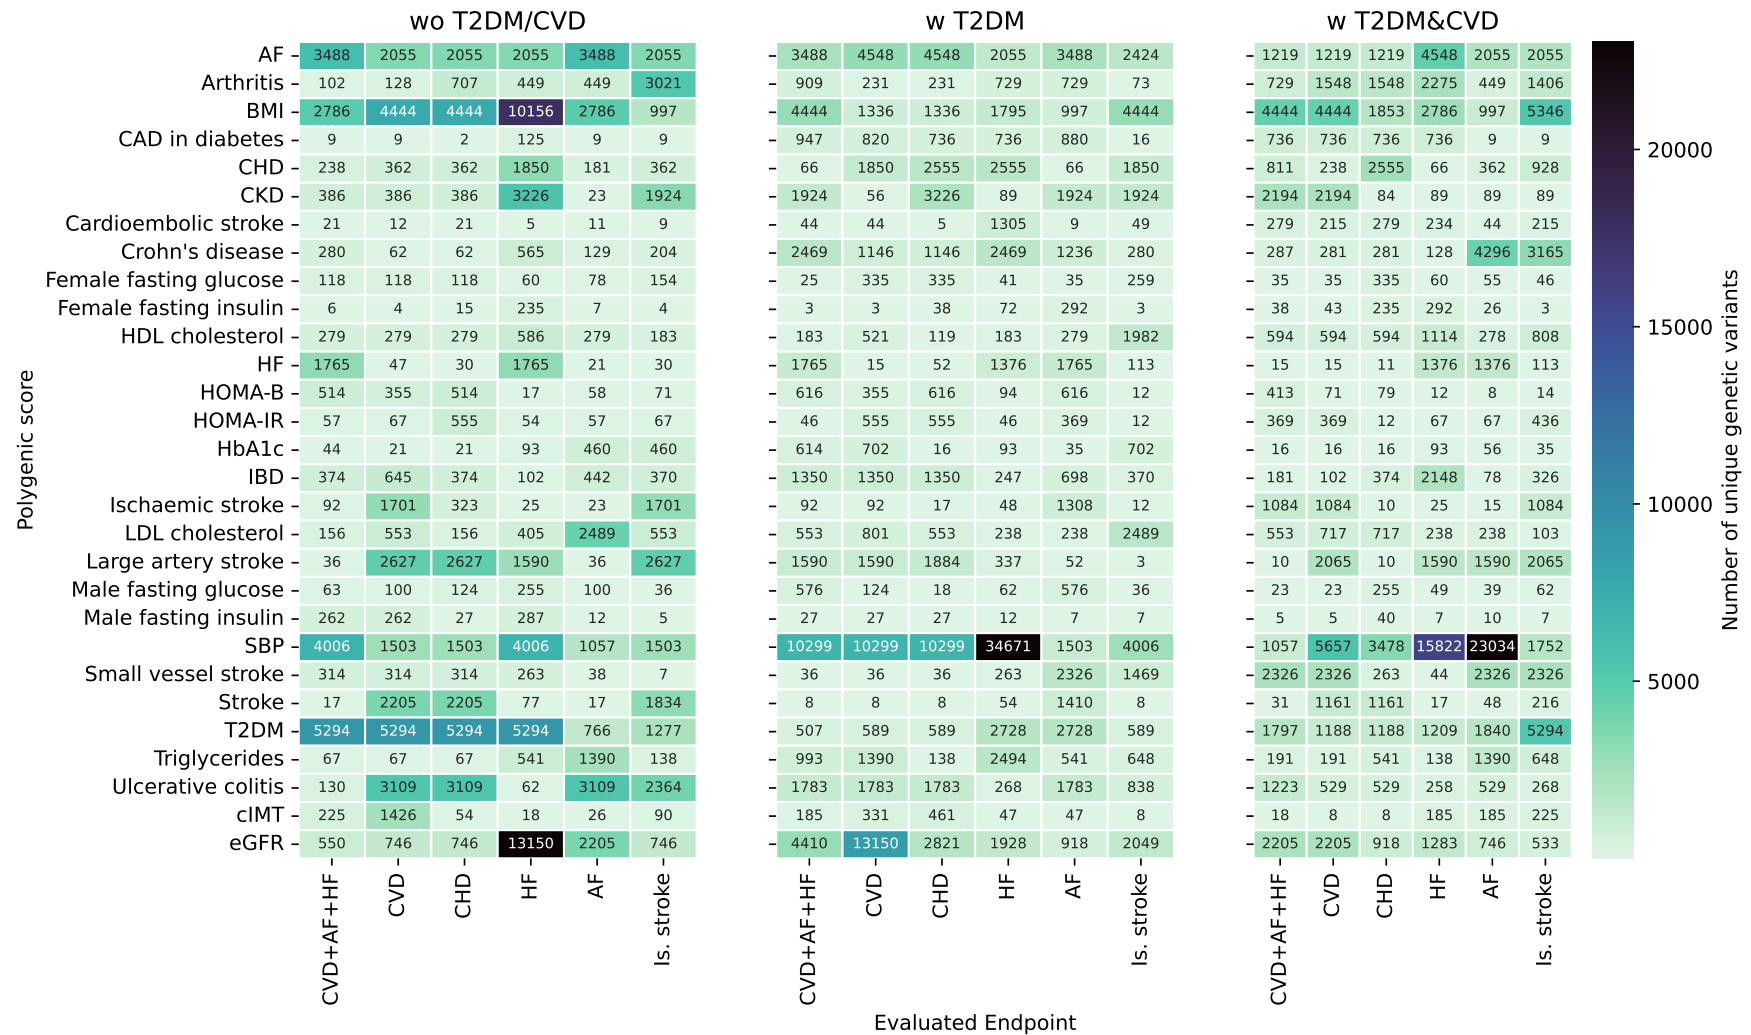 wo T2DM/CVD w T2DM w T2DM&CVD
AF 3488 2055 2055 2055 3488 2055 3488 4548 4548 2055 3488 2424 1219 1219 1219 4548 2055 2055
Arthritis 102 128 707 449 449 3021 909 231 231 729 729 73 729 1548 1548 2275 449 1406
BMI 2786 4444 4444 10156 2786 997 4444 1336 1336 1795 997 4444 4444 4444 1853 2786 997 5346
CAD in diabetes 9 9 2 125 9 9 947 820 736 736 880 16 736 736 736 736 9 9
CHD 238 362 362 1850 181 362 66 1850 2555 2555 66 1850 811 238 2555 66 362 928
CKD 386 386 386 3226 23 1924 1924 56 3226 89 1924 1924 2194 2194 84 89 89 89
Cardioembolic stroke 21 12 21 5 11 9 44 44 5 1305 9 49 279 215 279 234 44 215
Crohn's disease 280 62 62 565 129 204 2469 1146 1146 2469 1236 280 287 281 281 128 4296 3165
Female fasting glucose 118 118 118 60 78 154 25 335 335 41 35 259 35 35 335 60 55 46
Female fasting insulin 6 4 15 235 7 4 3 3 38 72 292 3 38 43 235 292 26 3
HDL cholesterol 279 279 279 586 279 183 183 521 119 183 279 1982 594 594 594 1114 278 808
HF 1765 47 30 1765 21 30 1765 15 52 1376 1765 113 15 15 11 1376 1376 113
HOMA-B 514 355 514 17 58 71 616 355 616 94 616 12 413 71 79 12 8 14
HOMA-IR 57 67 555 54 57 67 46 555 555 46 369 12 369 369 12 67 67 436
HbA1c 44 21 21 93 460 460 614 702 16 93 35 702 16 16 16 93 56 35
IBD 374 645 374 102 442 370 1350 1350 1350 247 698 370 181 102 374 2148 78 326
Ischaemic stroke 92 1701 323 25 23 1701 92 92 17 48 1308 12 1084 1084 10 25 15 1084
LDL cholesterol 156 553 156 405 2489 553 553 801 553 238 238 2489 553 717 717 238 238 103
Large artery stroke 36 2627 2627 1590 36 2627 1590 1590 1884 337 52 3 10 2065 10 1590 1590 2065
Male fasting glucose 63 100 124 255 100 36 576 124 18 62 576 36 23 23 255 49 39 62
Male fasting insulin 262 262 27 287 12 5 27 27 27 12 7 7 5 5 40 7 10 7
SBP 4006 1503 1503 4006 1057 1503 10299 10299 10299 34671 1503 4006 1057 5657 3478 15822 23034 1752
Small vessel stroke 314 314 314 263 38 7 36 36 36 263 2326 1469 2326 2326 263 44 2326 2326
Stroke 17 2205 2205 77 17 1834 8 8 8 54 1410 8 31 1161 1161 17 48 216
T2DM 5294 5294 5294 5294 766 1277 507 589 589 2728 2728 589 1797 1188 1188 1209 1840 5294
Triglycerides 67 67 67 541 1390 138 993 1390 138 2494 541 648 191 191 541 138 1390 648
Ulcerative colitis 130 3109 3109 62 3109 2364 1783 1783 1783 268 1783 838 1223 529 529 258 529 268
cIMT 225 1426 54 18 26 90 185 331 461 47 47 8 18 8 8 185 185 225
eGFR 550 746 746 13150 2205 746 4410 13150 2821 1928 918 2049 2205 2205 918 1283 746 533
CVD+AF+HF CVD CHD HF AF Is. stroke CVD+AF+HF CVD CHD HF AF Is. stroke CVD+AF+HF CVD CHD HF AF Is. stroke
Evaluated Endpoint
Polygenic score
20000
15000
10000
5000
Number of unique genetic variants